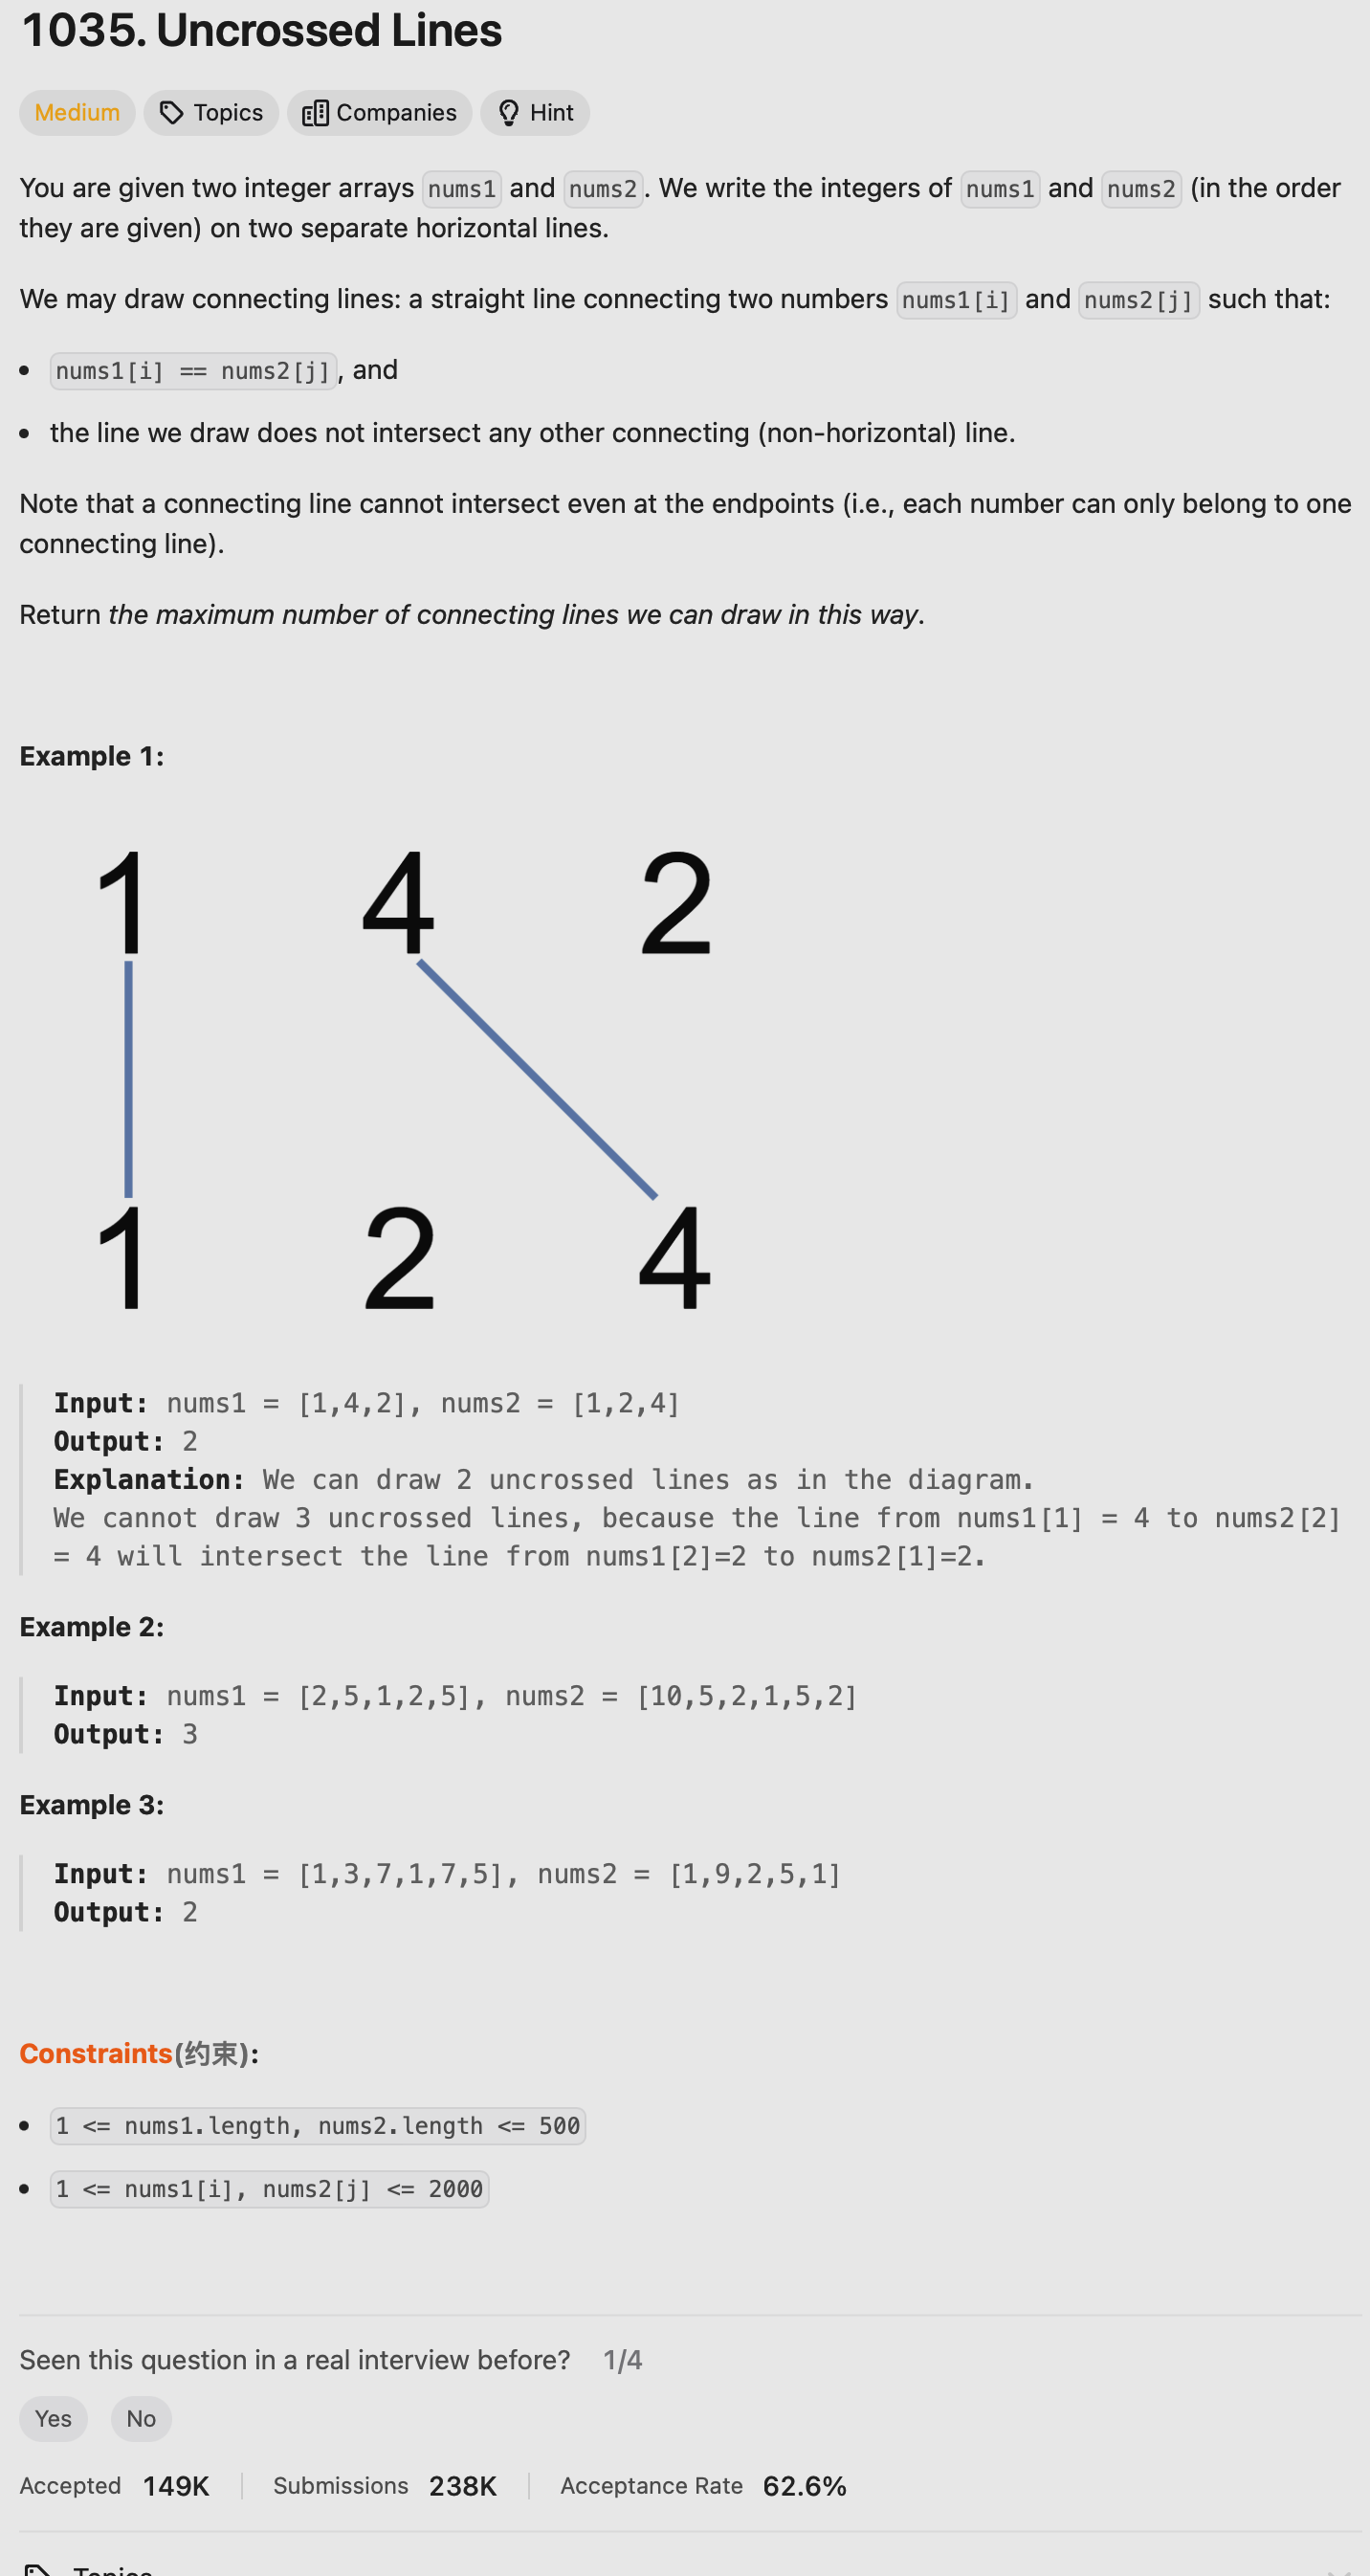 1035. Uncrossed Lines
Medium Topics Companies Hint
You are given two integer arrays nums1 and nums2. We write the integers of nums1 and nums2 (in the order
they are given) on two separate horizontal lines.
We may draw connecting lines: a straight line connecting two numbers nums1[i] and nums2[j] such that:
• nums1[i] == nums2[j], and
• the line we draw does not intersect any other connecting (non-horizontal) line.
Note that a connecting line cannot intersect even at the endpoints (i.e., each number can only belong to one
connecting line).
Return the maximum number of connecting lines we can draw in this way.
Example 1:
1 4 2
1 2 4
Input: nums1 = [1,4,2], nums2 = [1,2,4]
Output: 2
Explanation: We can draw 2 uncrossed lines as in the diagram.
We cannot draw 3 uncrossed lines, because the line from nums1[1] = 4 to nums2[2]
= 4 will intersect the line from nums1[2]=2 to nums2[1]=2.
Example 2:
Input: nums1 = [2,5,1,2,5], nums2 = [10,5,2,1,5,2]
Output: 3
Example 3:
Input: nums1 = [1,3,7,1,7,5], nums2 = [1,9,2,5,1]
Output: 2
Constraints(约束):
• 1 <= nums1.length, nums2.length <= 500
• 1 <= nums1[i], nums2[j] <= 2000
Seen this question in a real interview before? 1/4
Yes No
Accepted 149K Submissions 238K Acceptance Rate 62.6%
Topics